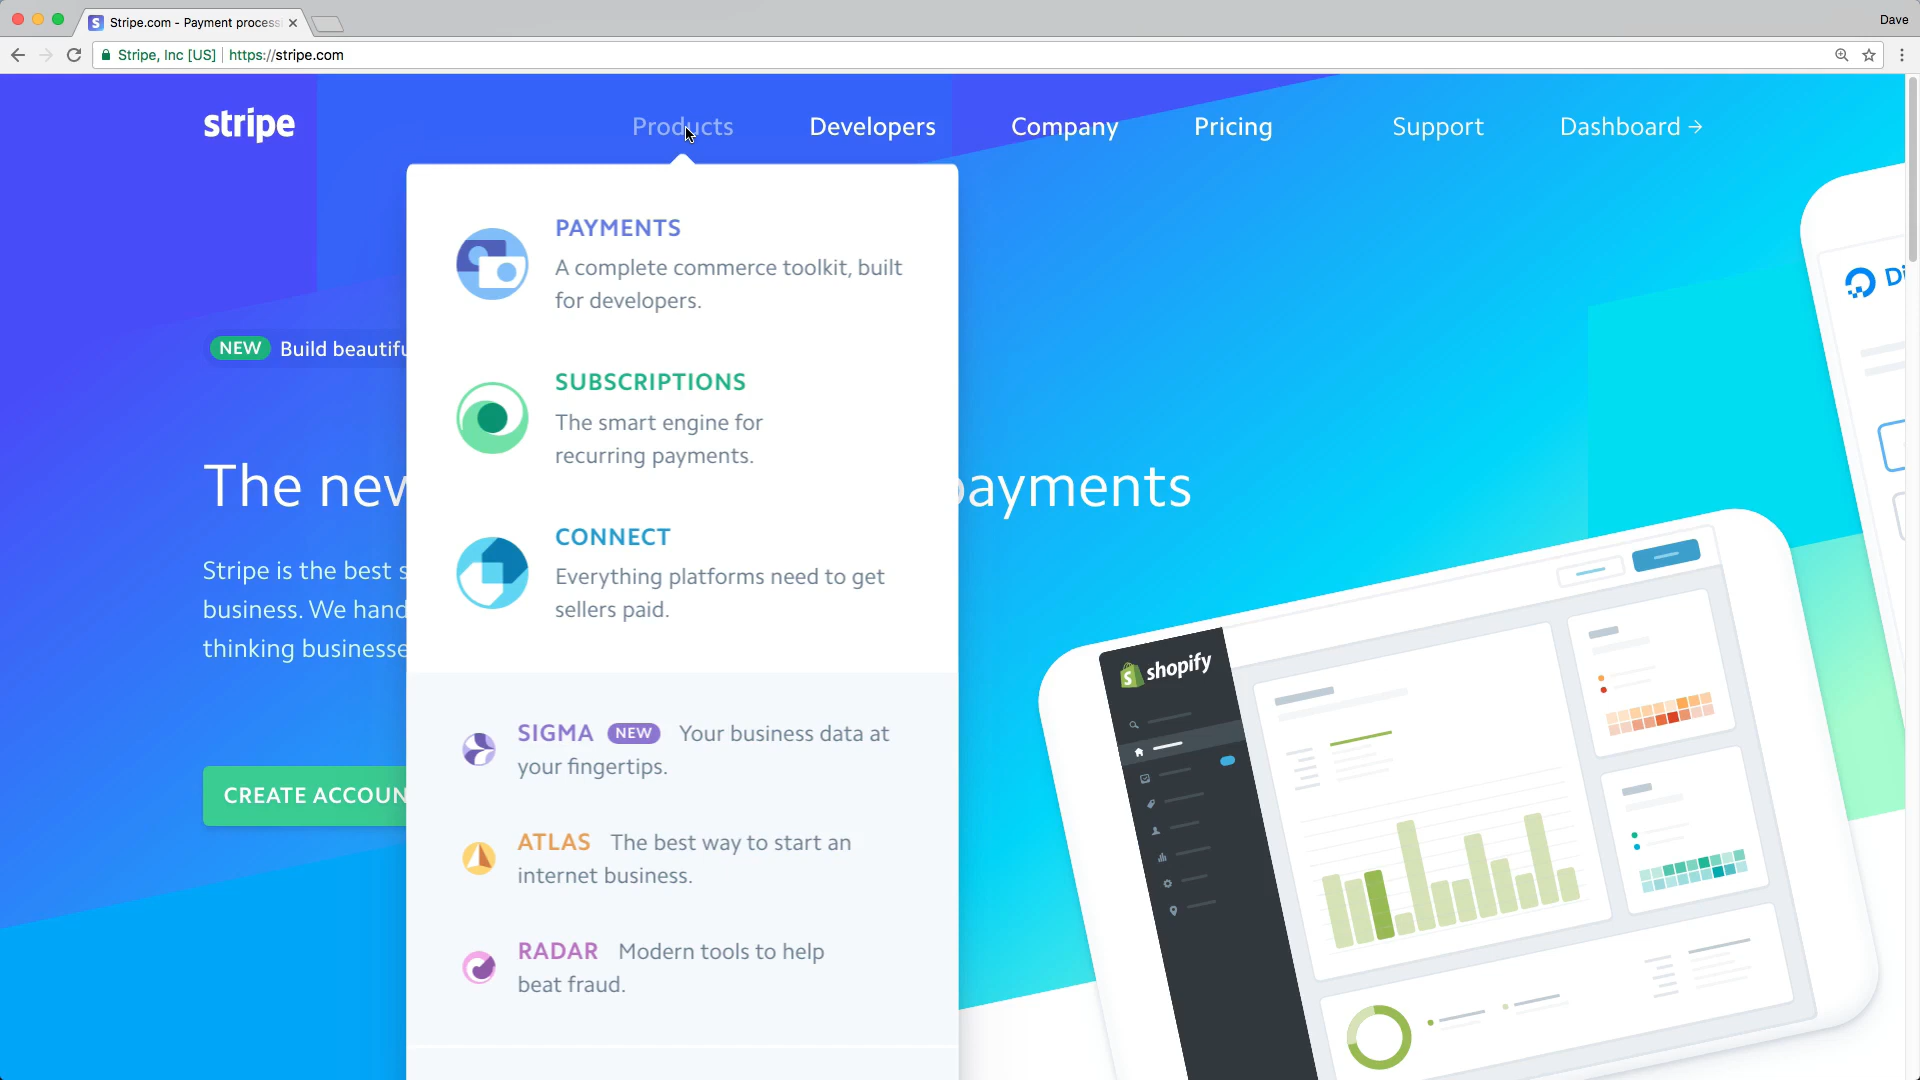 Stripe.com - Payment process
Dave
Stripe, Inc [US] https://stripe.com
stripe
Products
Developers
Company
Pricing
Support
Dashboard →
PAYMENTS
A complete commerce toolkit, built
for developers.
SUBSCRIPTIONS
The smart engine for
recurring payments.
CONNECT
Everything platforms need to get
sellers paid.
SIGMA NEW Your business data at
your fingertips.
ATLAS The best way to start an
internet business.
RADAR Modern tools to help
beat fraud.
NEW Build beautifu
The new payments
Stripe is the best s
business. We hand
thinking businesse
CREATE ACCOUN
Di
shopify